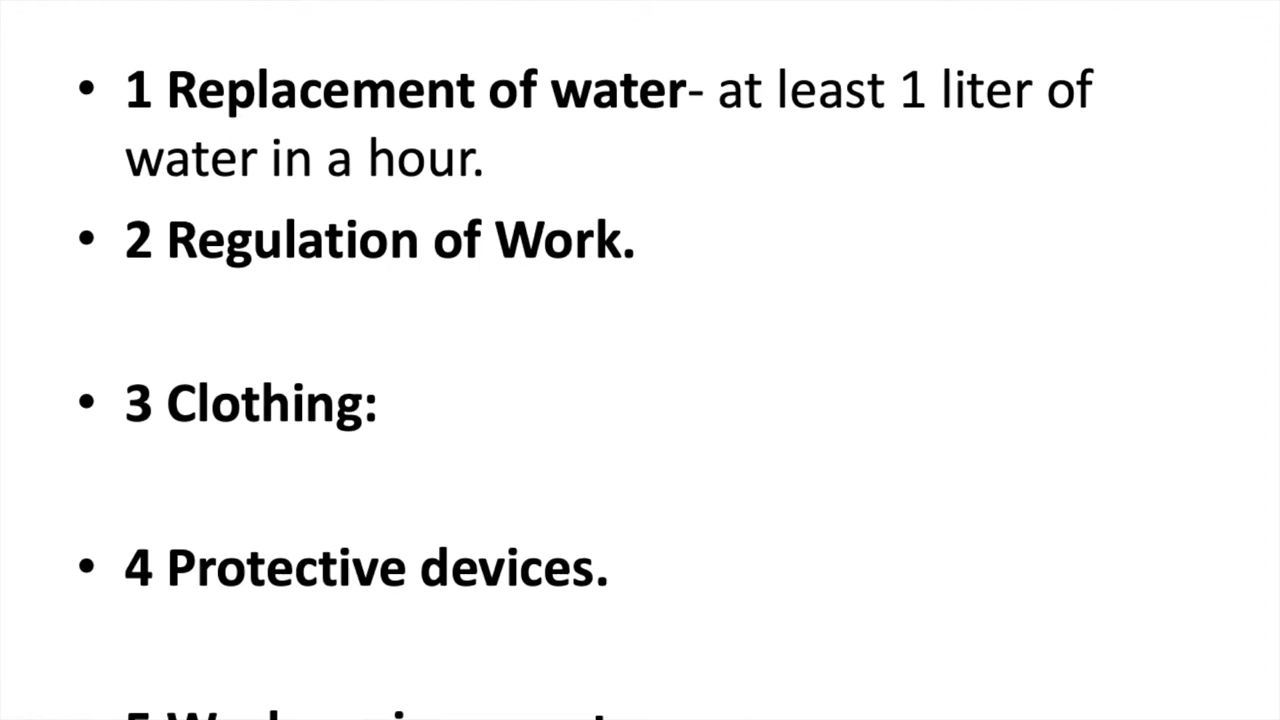 • 1 Replacement of water- at least 1 liter of
water in a hour.
• 2 Regulation of Work.
• 3 Clothing:
• 4 Protective devices.